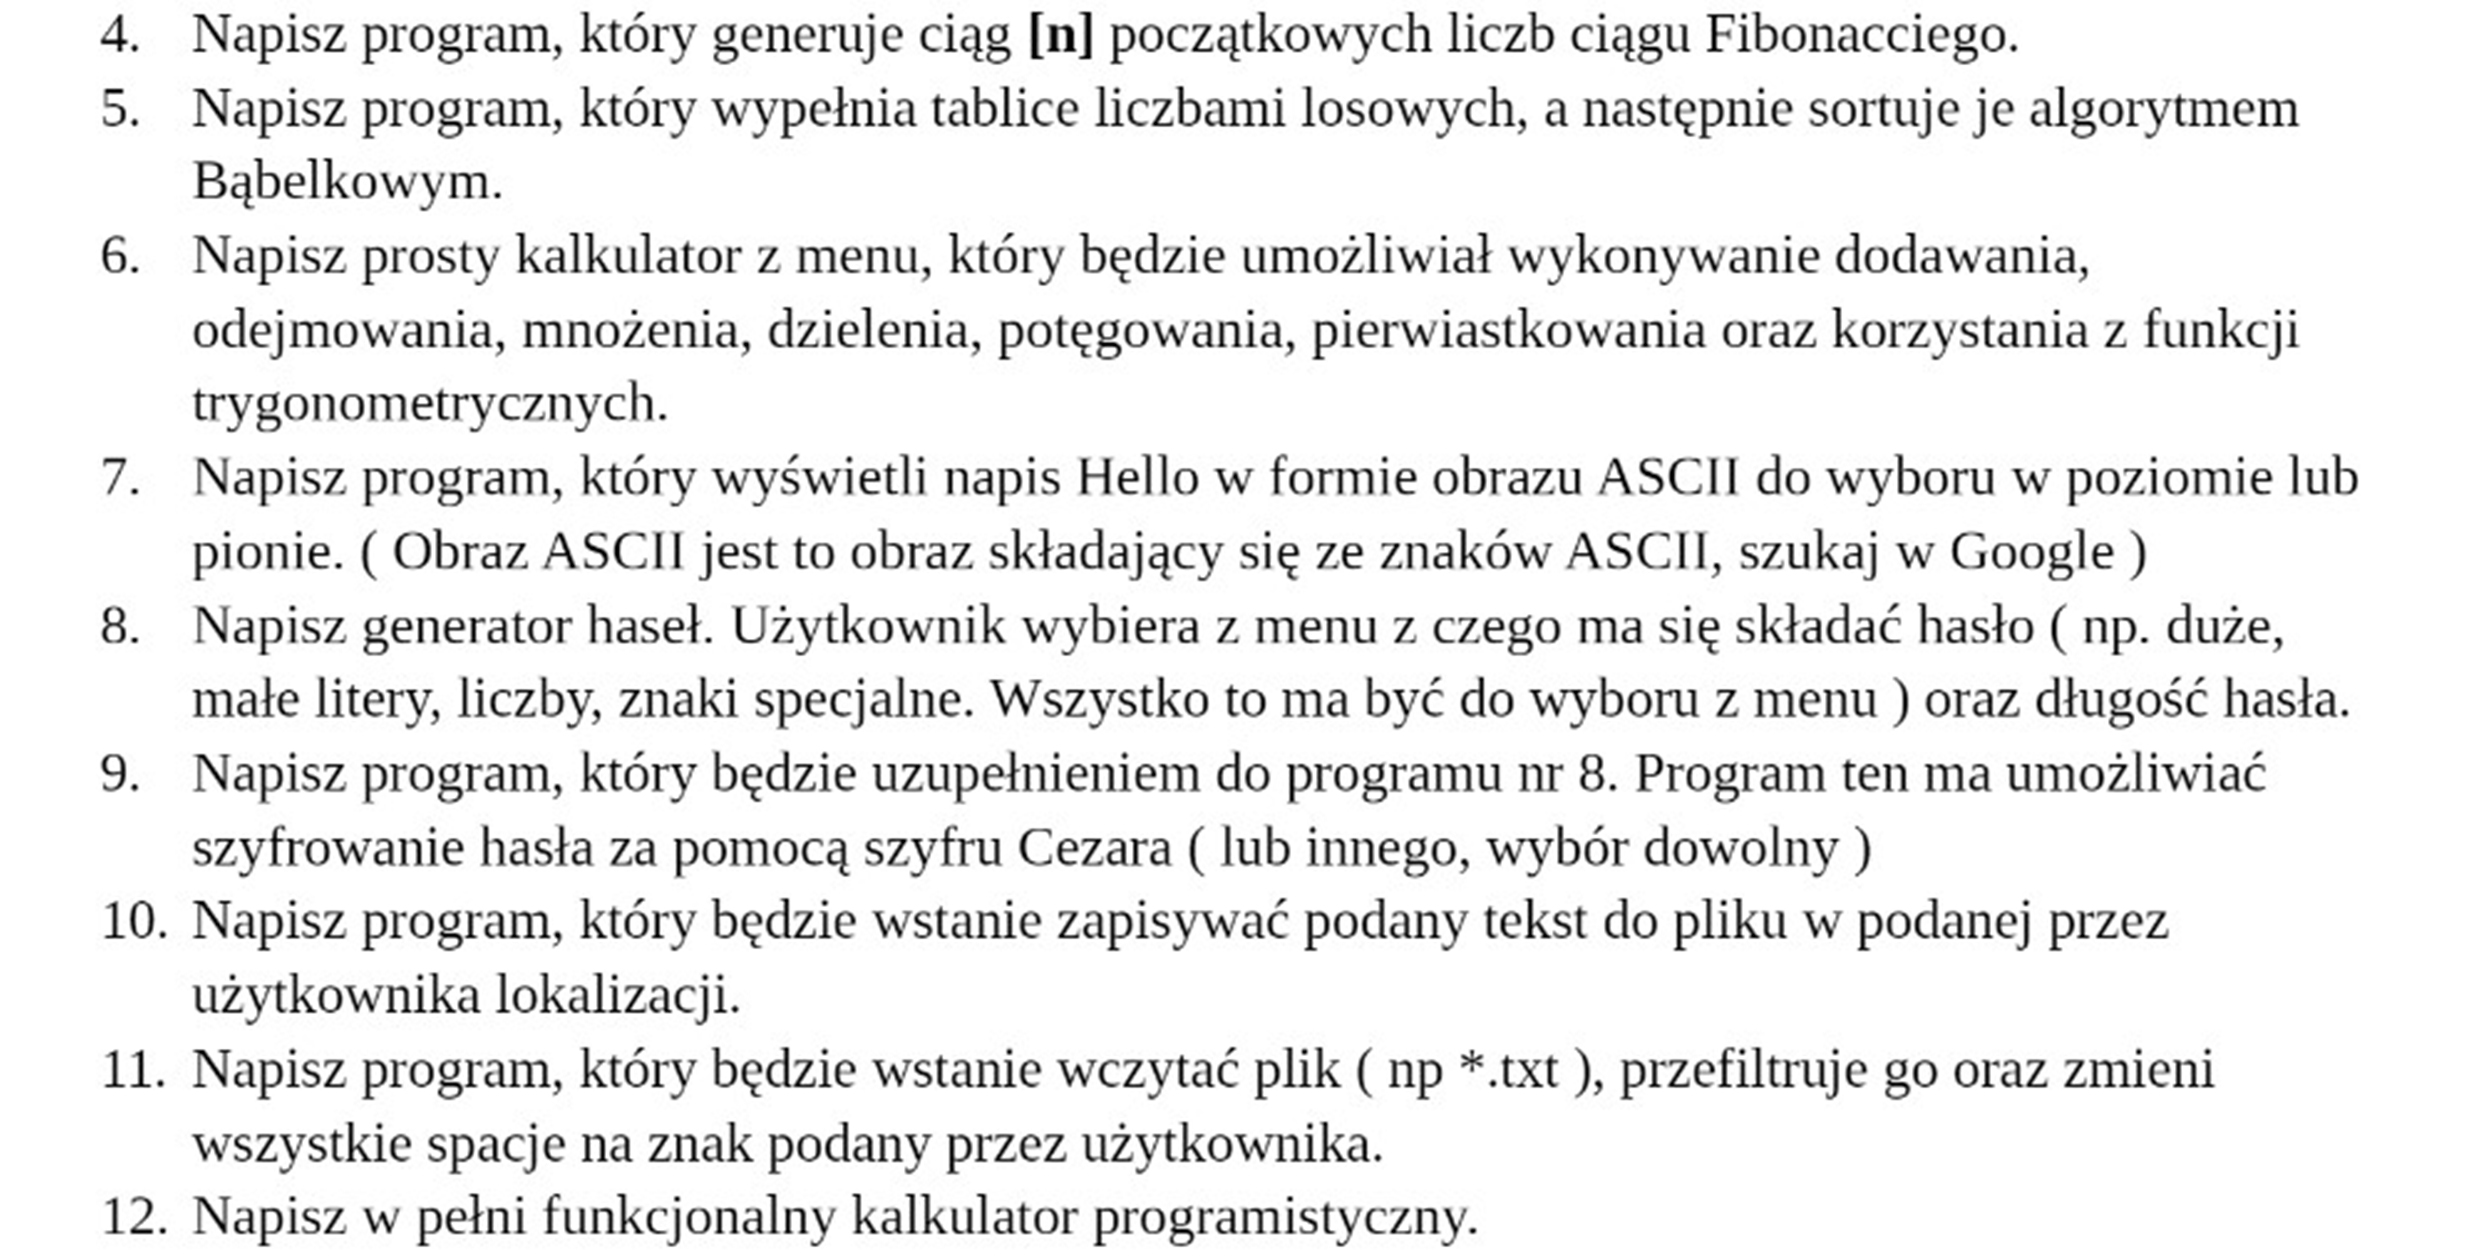 4. Napisz program, który generuje ciąg [n] początkowych liczb ciągu Fibonacciego.
5. Napisz program, który wypełnia tablice liczbami losowych, a następnie sortuje je algorytmem
Bąbelkowym.
6. Napisz prosty kalkulator z menu, który będzie umożliwiał wykonywanie dodawania,
odejmowania, mnożenia, dzielenia, potęgowania, pierwiastkowania oraz korzystania z funkcji
trygonometrycznych.
7. Napisz program, który wyświetli napis Hello w formie obrazu ASCII do wyboru w poziomie lub
pionie. ( Obraz ASCII jest to obraz składający się ze znaków ASCII, szukaj w Google )
8. Napisz generator haseł. Użytkownik wybiera z menu z czego ma się składać hasło ( np. duże,
małe litery, liczby, znaki specjalne. Wszystko to ma być do wyboru z menu ) oraz długość hasła.
9. Napisz program, który będzie uzupełnieniem do programu nr 8. Program ten ma umożliwiać
szyfrowanie hasła za pomocą szyfru Cezara ( lub innego, wybór dowolny )
10. Napisz program, który będzie wstanie zapisywać podany tekst do pliku w podanej przez
użytkownika lokalizacji.
11. Napisz program, który będzie wstanie wczytać plik ( np *.txt ), przefiltruje go oraz zmieni
wszystkie spacje na znak podany przez użytkownika.
12. Napisz w pełni funkcjonalny kalkulator programistyczny.